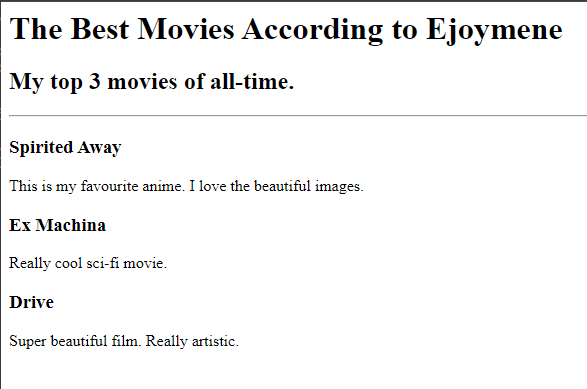 The Best Movies According to Ejoymene
My top 3 movies of all-time.
Spirited Away
This is my favourite anime. I love the beautiful images.
Ex Machina
Really cool sci-fi movie.
Drive
Super beautiful film. Really artistic.